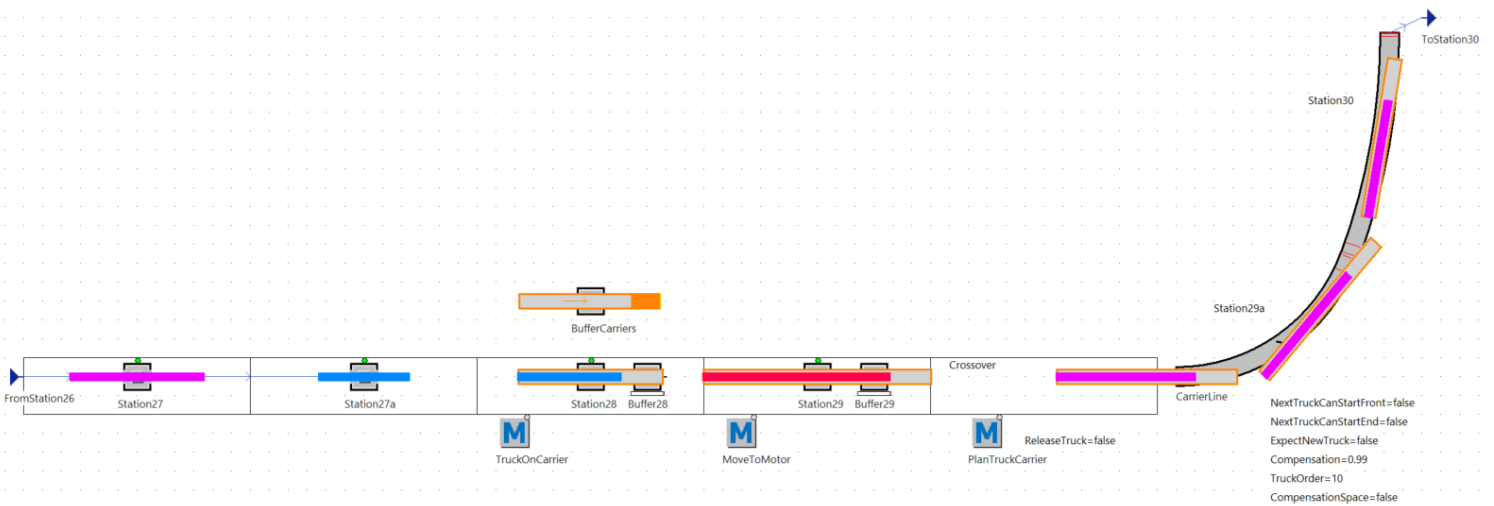 ToStation30
Station30
Station29a
BufferCarriers
Crossover
FromStation26
Station27
Station27a
Station28
Buffer28
Station29
Buffer29
CarrierLine
M
TruckOnCarrier
M
MoveToMotor
M
PlanTruckCarrier
ReleaseTruck=false
NextTruckCanStartFront=false
NextTruckCanStartEnd=false
ExpectNewTruck=false
Compensation=0.99
TruckOrder=10
CompensationSpace=false